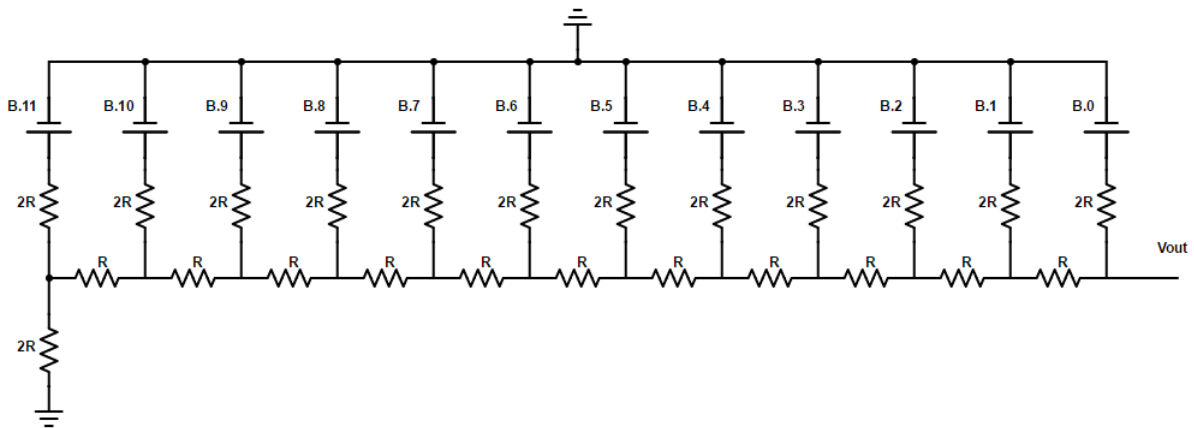 B.11 B.10 B.9 B.8 B.7 B.6 B.5 B.4 B.3 B.2 B.1 B.0
2R 2R 2R 2R 2R 2R 2R 2R 2R 2R 2R 2R
Vout
R R R R R R R R R R R
2R